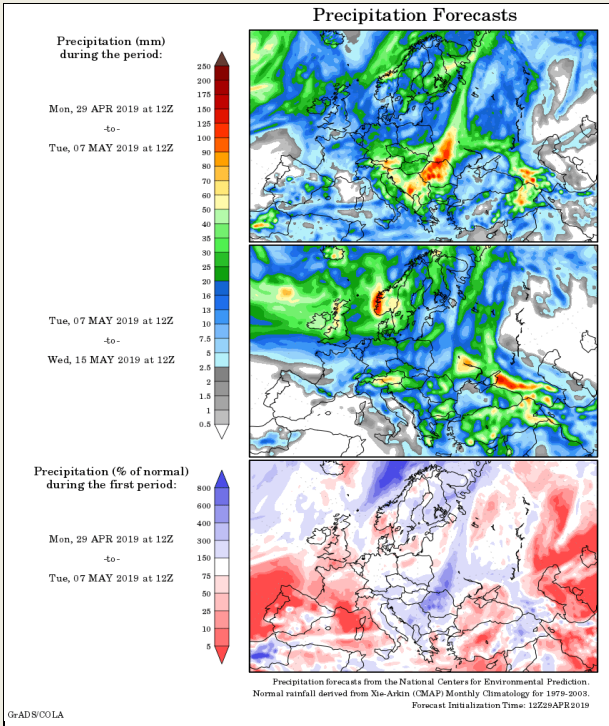 Precipitation Forecasts
Precipitation (mm)
during the period:
Mon, 29 APR 2019 at 12Z
-to-
Tue, 07 MAY 2019 at 12Z
250
200
175
150
125
100
90
80
70
60
50
40
35
30
25
20
16
13
10
7.5
5
2.5
2
1.5
1
0.5
Tue, 07 MAY 2019 at 12Z
-to-
Wed, 15 MAY 2019 at 12Z
Precipitation (% of normal)
during the first period:
Mon, 29 APR 2019 at 12Z
-to-
Tue, 07 MAY 2019 at 12Z
800
600
400
300
150
75
50
25
10
5
Precipitation forecasts from the National Centers for Environmental Prediction.
Normal rainfall derived from Xie-Arkin (CMAP) Monthly Climatology for 1979-2003.
Forecast Initialization Time: 12Z29APR2019
GrADS/COLA